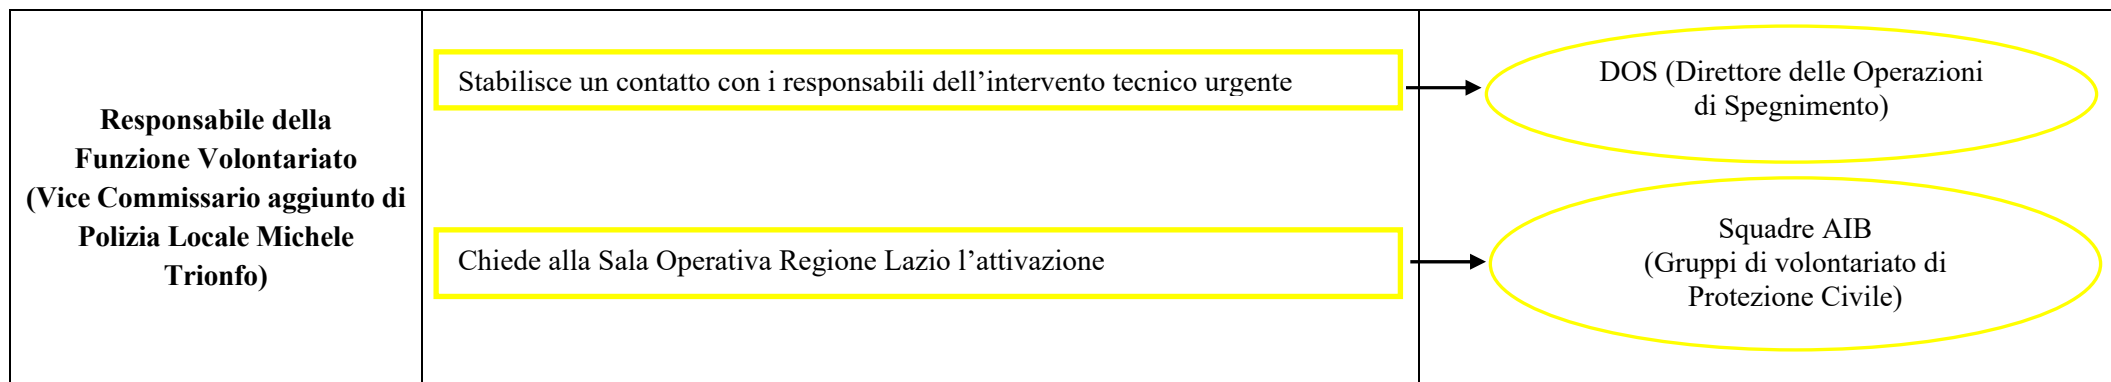 Responsabile della
Funzione Volontariato
(Vice Commissario aggiunto di
Polizia Locale Michele
Trionfo)
Stabilisce un contatto con i responsabili dell’intervento tecnico urgente
DOS (Direttore delle Operazioni
di Spegnimento)
Chiede alla Sala Operativa Regione Lazio l’attivazione
Squadre AIB
(Gruppi di volontariato di
Protezione Civile)